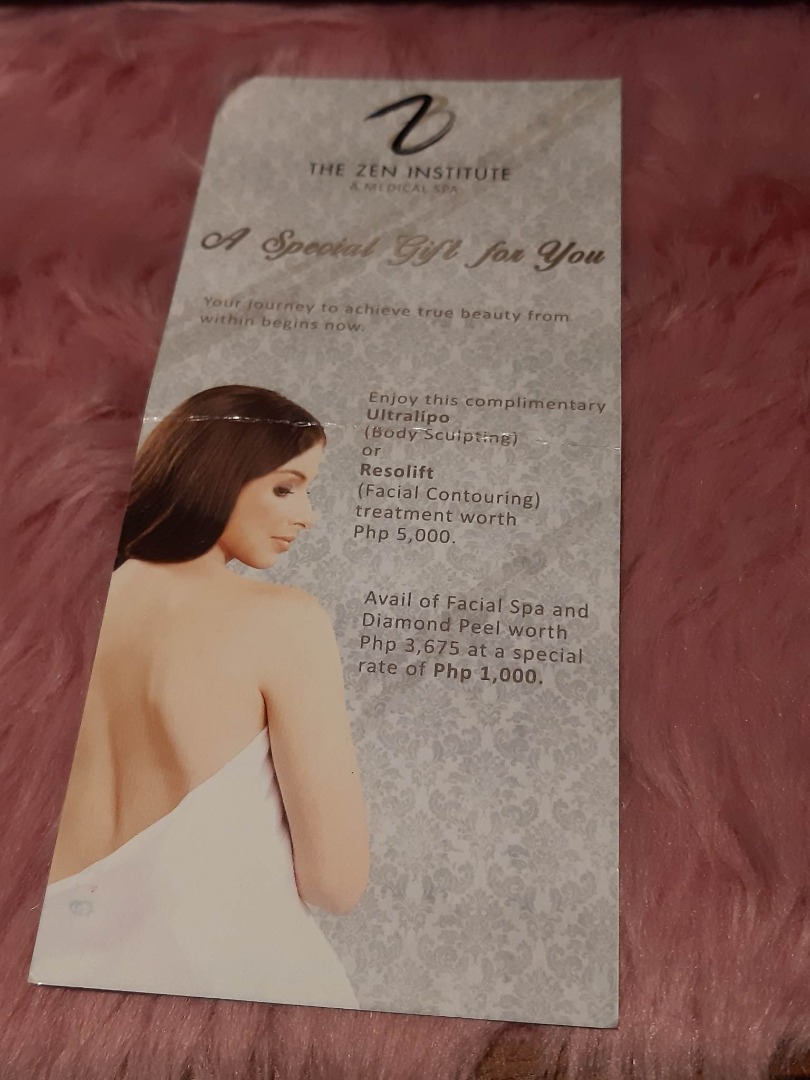 THE ZEN INSTITUTE
& MEDICAL SPA
A Special Gift for You
Your journey to achieve true beauty from
within begins now.
Enjoy this complimentary
Ultralipo
(Body Sculpting)
or
Resolift
(Facial Contouring)
treatment worth
Php 5,000.
Avail of Facial Spa and
Diamond Peel worth
Php 3,675 at a special
rate of Php 1,000.